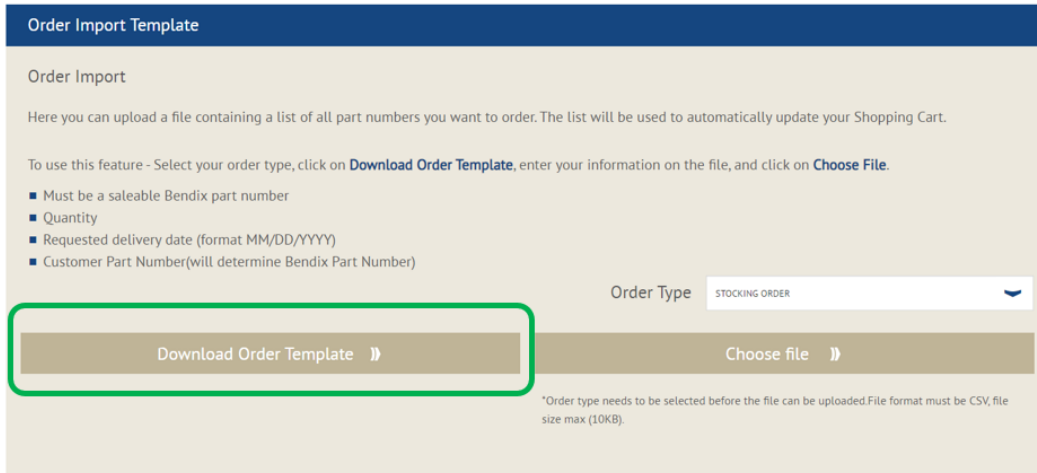 Order Import Template
Order Import
Here you can upload a file containing a list of all part numbers you want to order. The list will be used to automatically update your Shopping Cart.
To use this feature - Select your order type, click on Download Order Template, enter your information on the file, and click on Choose File.
Must be a saleable Bendix part number
Quantity
Requested delivery date (format MM/DD/YYYY)
Customer Part Number(will determine Bendix Part Number)
Order Type STOCKING ORDER
Download Order Template
Choose file
*Order type needs to be selected before the file can be uploaded.File format must be CSV, file
size max (10KB).